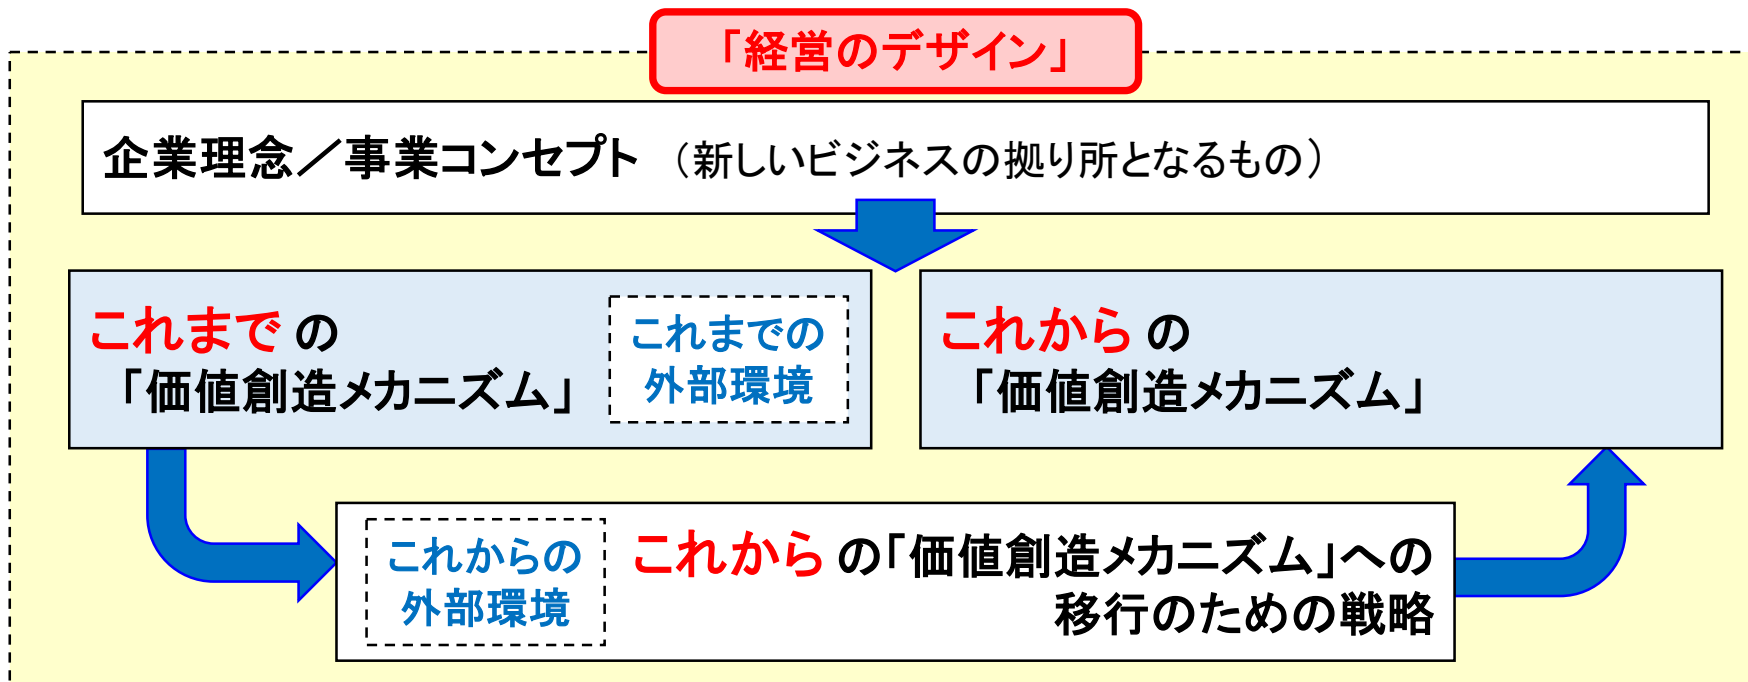 「経営のデザイン」
企業理念／事業コンセプト （新しいビジネスの拠り所となるもの）
これまでの
「価値創造メカニズム」
これまでの
外部環境
これからの
「価値創造メカニズム」
これからの
外部環境
これからの「価値創造メカニズム」への
移行のための戦略